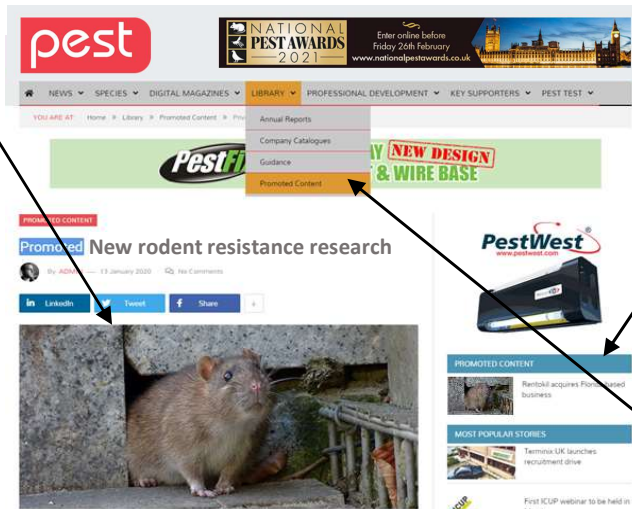 pest
NATIONAL
PEST AWARDS
2021
Enter online before
Friday 26th February
www.nationalpestawards.co.uk
NEWS SPECIES DIGITAL MAGAZINES LIBRARY PROFESSIONAL DEVELOPMENT KEY SUPPORTERS PEST TEST
YOU ARE AT: Home » Library » Promoted Content »
Annual Reports
Company Catalogues
Guidance
Promoted Content
NEW DESIGN
& WIRE BASE
PROMOTED CONTENT
Promoted New rodent resistance research
By ADMIN — 13 January 2020 No Comments
in LinkedIn Tweet f Share +
PestWest
www.pestwest.com
PROMOTED CONTENT
Rentokil acquires Florida based
business
MOST POPULAR STORIES
Terminix UK launches
recruitment drive
First ICUP webinar to be held in